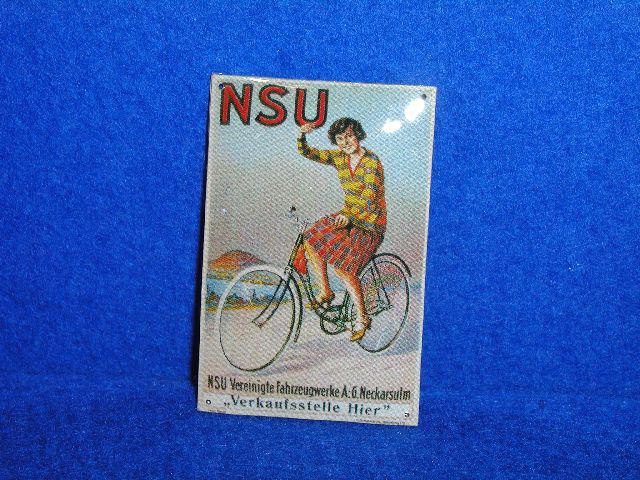 NSU
NSU Vereinigte Fahrzeugwerke A.G. Neckarsulm
„Verkaufsstelle Hier"